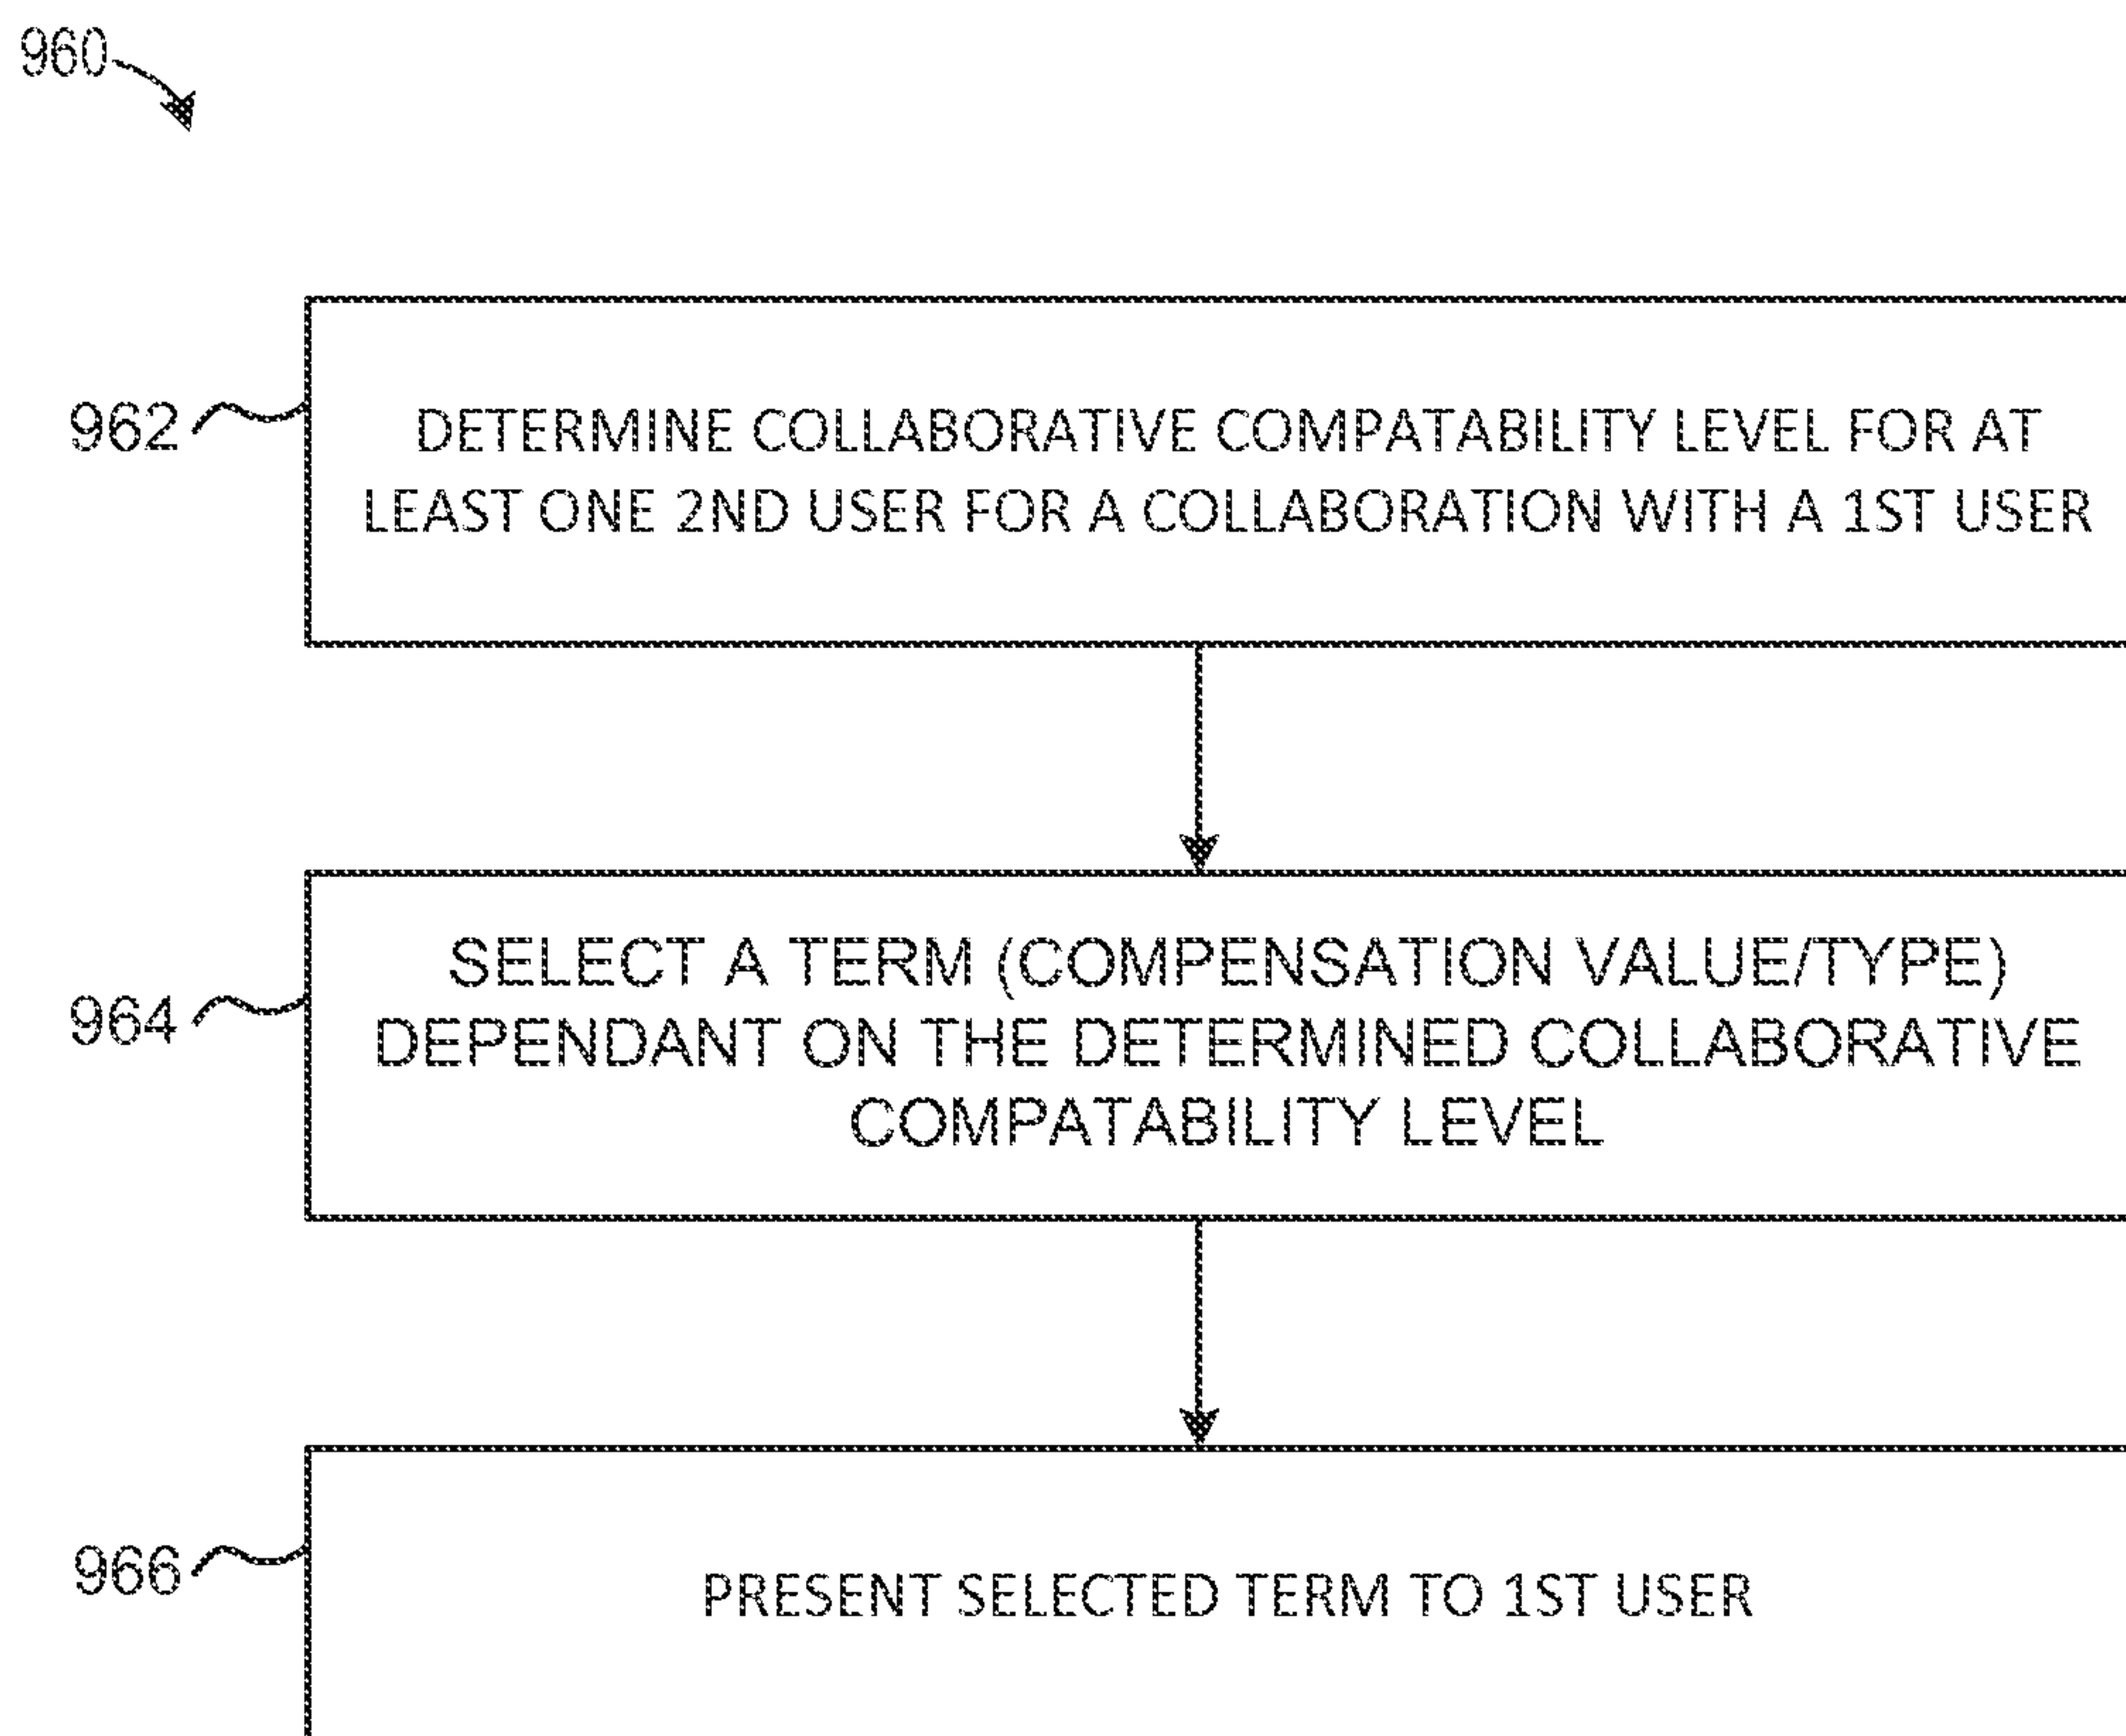 960
962
DETERMINE COLLABORATIVE COMPATABILITY LEVEL FOR AT
LEAST ONE 2ND USER FOR A COLLABORATION WITH A 1ST USER
964
SELECT A TERM (COMPENSATION VALUE/TYPE)
DEPENDANT ON THE DETERMINED COLLABORATIVE
COMPATABILITY LEVEL
966
PRESENT SELECTED TERM TO 1ST USER